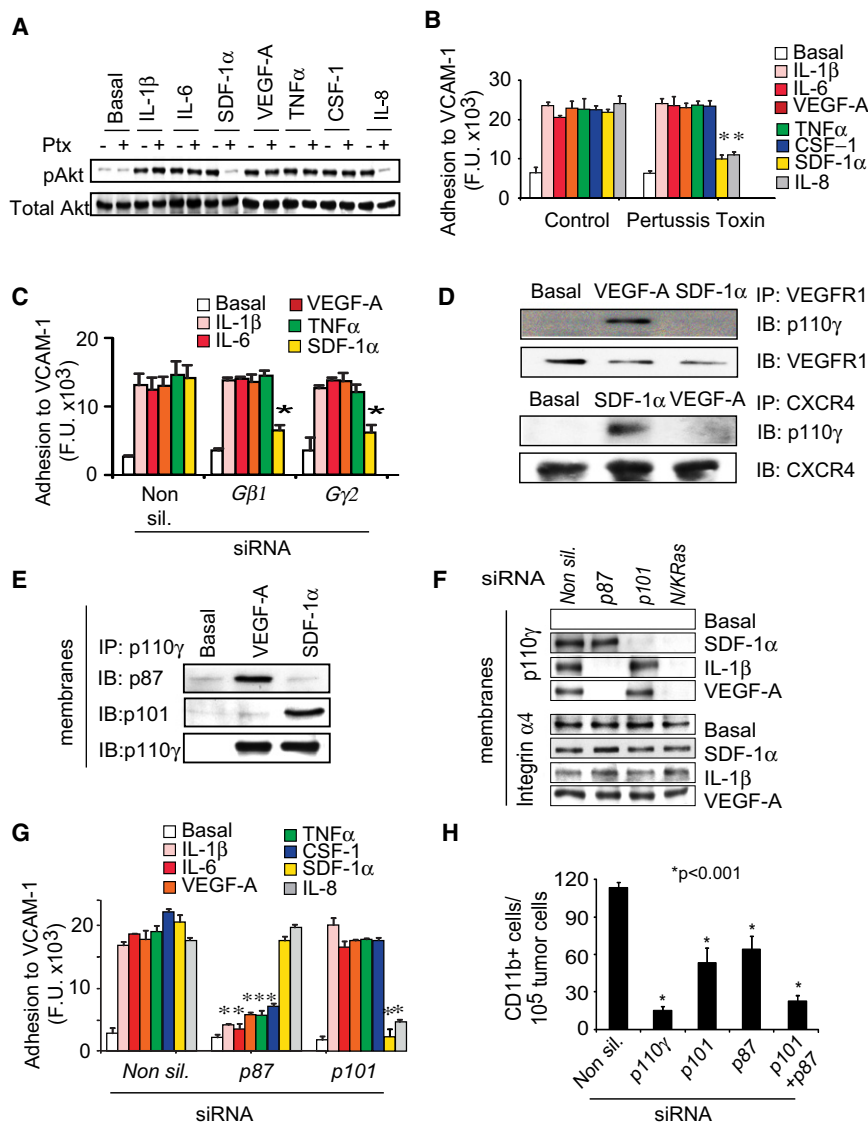 A
Basal
IL-1β
IL-6
SDF-1α
VEGF-A
TNFα
CSF-1
IL-8
Ptx - + - + - + - + - + - + - + - +
pAkt
Total Akt
B
Adhesion to VCAM-1
(F.U. x10³)
30
20
10
0
**
Control
Pertussis Toxin
Basal
IL-1β
IL-6
VEGF-A
TNFα
CSF–1
SDF-1α
IL-8
C
Basal
IL-1β
IL-6
VEGF-A
TNFα
SDF-1α
Adhesion to VCAM-1
(F.U. x10³)
20
10
0
*
*
Non sil.
Gβ1
Gγ2
siRNA
D
Basal VEGF-A SDF-1α IP: VEGFR1
IB: p110γ
IB: VEGFR1
Basal SDF-1α VEGF-A IP: CXCR4
IB: p110γ
IB: CXCR4
E
membranes
IP: p110γ
Basal
VEGF-A
SDF-1α
IB: p87
IB:p101
IB:p110γ
F
siRNA
Non sil.
p87
p101
N/KRas
membranes
p110γ
Basal
SDF-1α
IL-1β
VEGF-A
Integrin α4
Basal
SDF-1α
IL-1β
VEGF-A
G
Basal
IL-1β
IL-6
VEGF-A
TNFα
CSF-1
SDF-1α
IL-8
Adhesion to VCAM-1
(F.U. x10³)
30
20
10
0
** ***
**
Non sil.
p87
p101
siRNA
H
CD11b+ cells/
10⁵ tumor cells
120
90
60
30
0
*p<0.001
*
*
*
*
Non sil.
p110γ
p101
p87
p101
+p87
siRNA